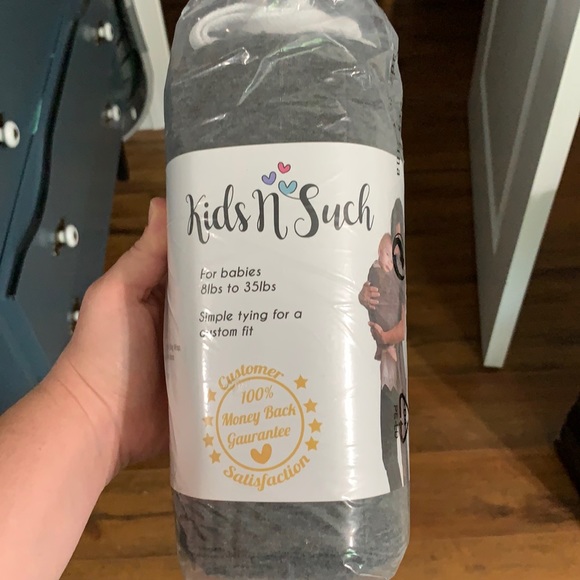 Kids N Such
For babies
8lbs to 35lbs
Simple tying for a
custom fit
Customer
100%
Money Back
Gaurantee
Satisfaction